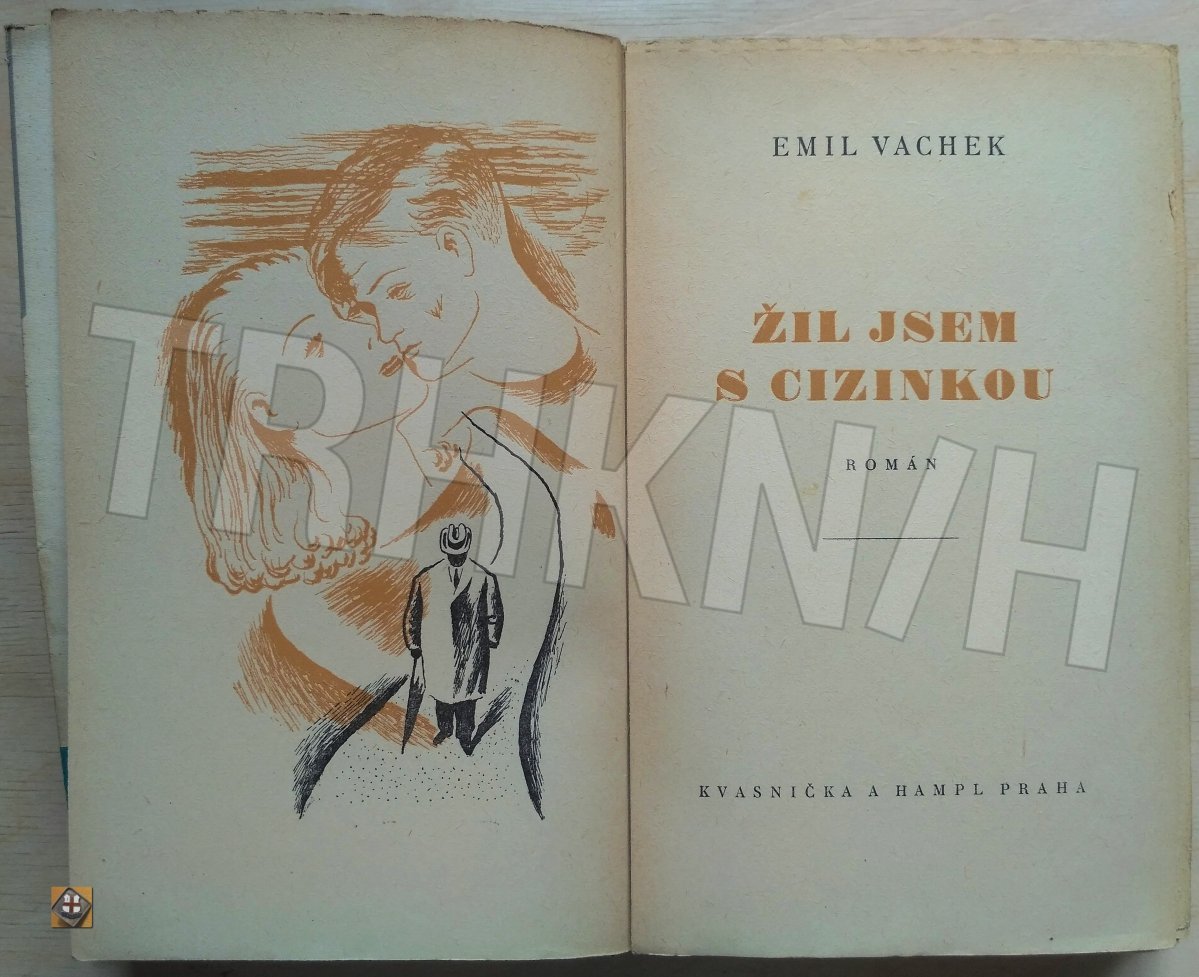 EMIL VACHEK
ŽIL JSEM
S CIZINKOU
ROMÁN
KVASNIČKA A HAMPL PRAHA
TRHKNIH